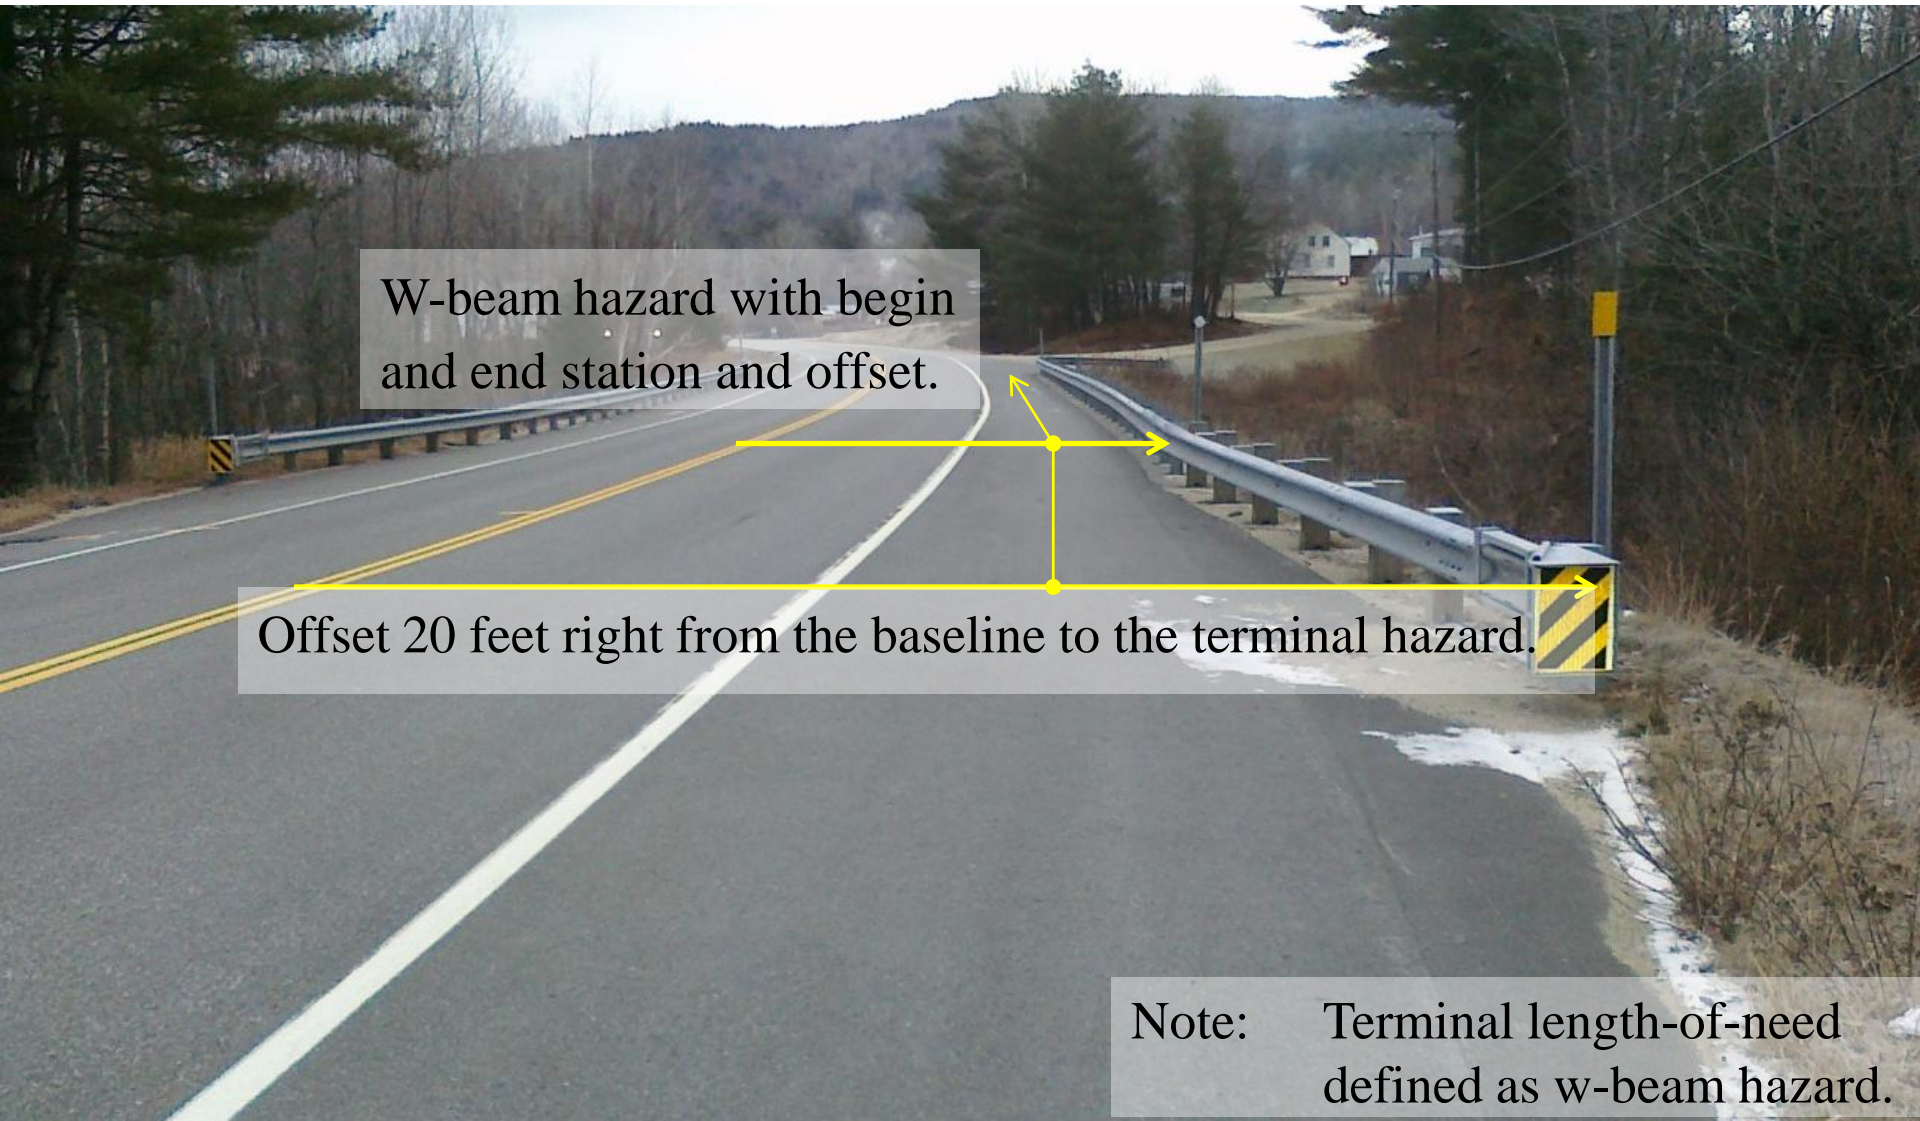 W-beam hazard with begin
and end station and offset.
Offset 20 feet right from the baseline to the terminal hazard.
Note: Terminal length-of-need
defined as w-beam hazard.